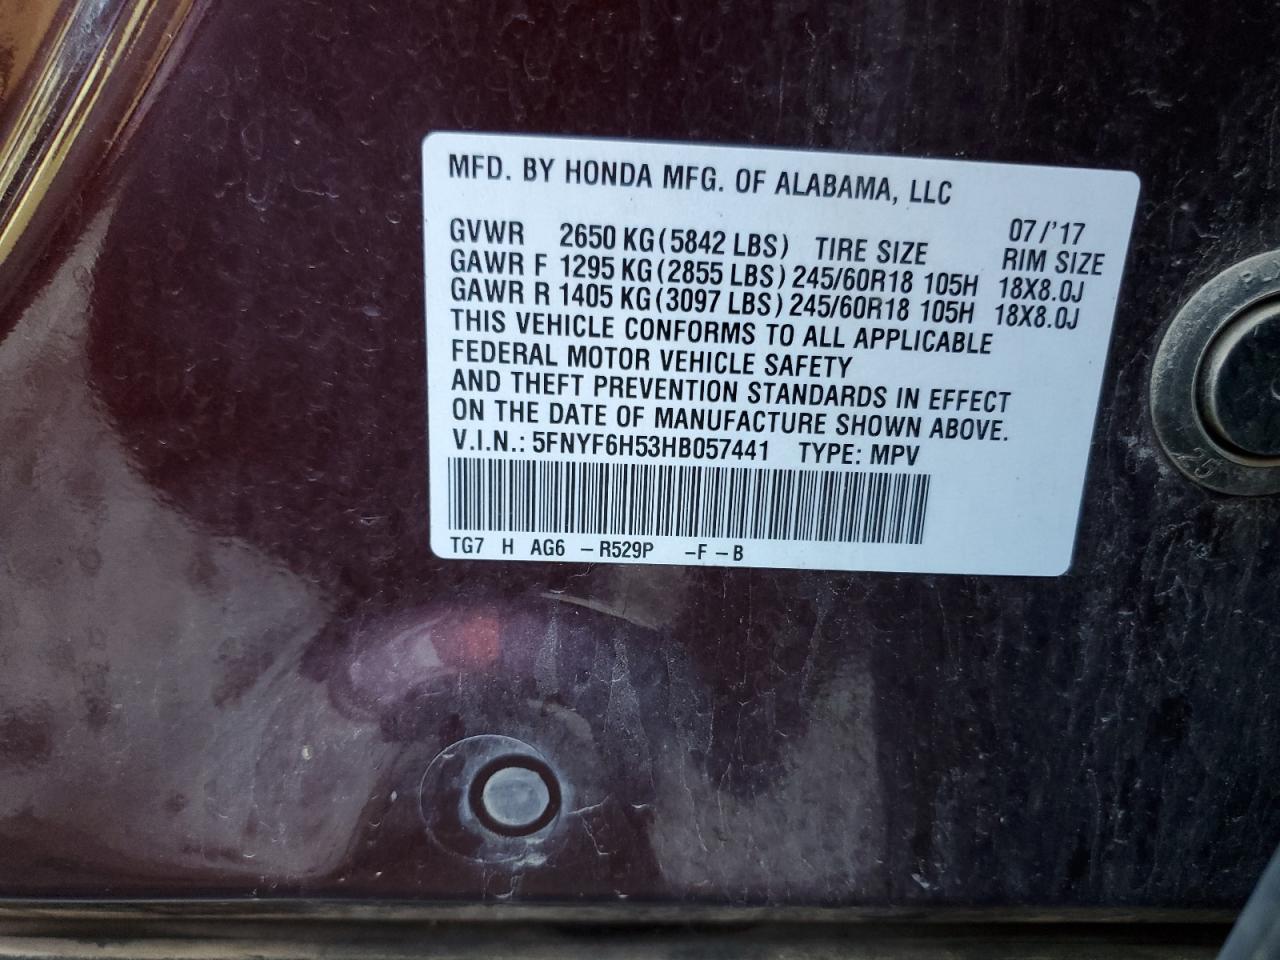 MFD. BY HONDA MFG. OF ALABAMA, LLC
07/'17
GVWR 2650 KG (5842 LBS) TIRE SIZE RIM SIZE
GAWR F 1295 KG (2855 LBS) 245/60R18 105H 18X8.0J
GAWR R 1405 KG (3097 LBS) 245/60R18 105H 18X8.0J
THIS VEHICLE CONFORMS TO ALL APPLICABLE
FEDERAL MOTOR VEHICLE SAFETY
AND THEFT PREVENTION STANDARDS IN EFFECT
ON THE DATE OF MANUFACTURE SHOWN ABOVE.
V.I.N.: 5FNYF6H53HB057441 TYPE: MPV
TG7 H AG6 -R529P -F-B
25